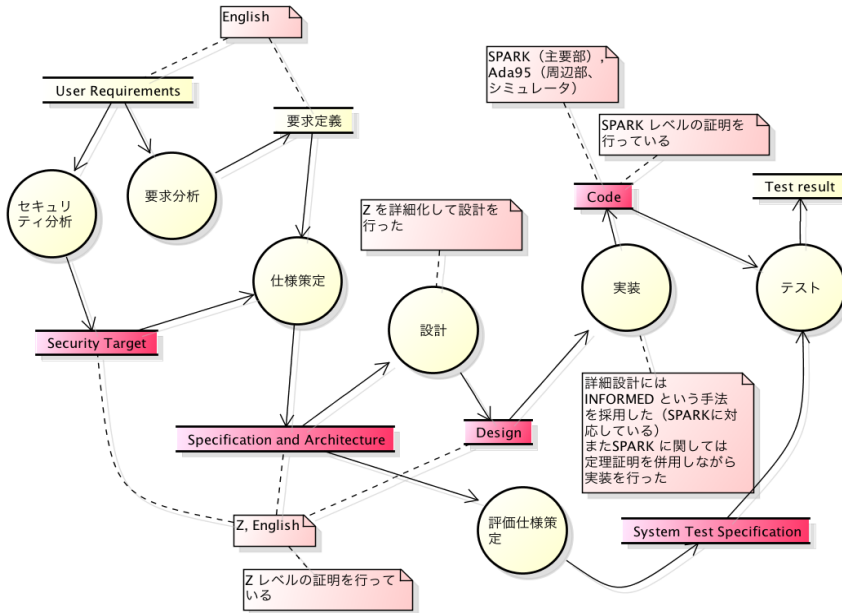 English
User Requirements
要求定義
セキュリ
ティ分析
要求分析
仕様策定
Security Target
Z を詳細化して設計を
行った
設計
Specification and Architecture
Design
Z, English
Z レベルの証明を行って
いる
評価仕様策
定
SPARK（主要部）,
Ada95（周辺部、
シミュレータ）
SPARK レベルの証明を
行っている
Code
Test result
実装
テスト
詳細設計には
INFORMED という手法
を採用した（SPARKに対
応している）
またSPARK に関しては
定理証明を併用しながら
実装を行った
System Test Specification